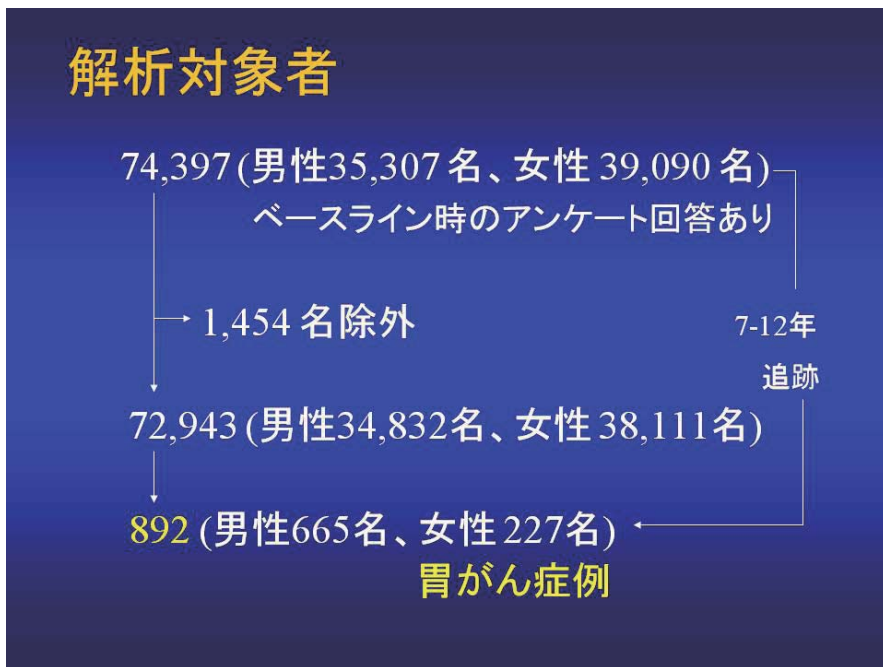 解析対象者
74,397 (男性35,307 名、女性 39,090 名)
ベースライン時のアンケート回答あり
1,454 名除外
7-12年
追跡
72,943 (男性34,832名、女性 38,111名)
892 (男性665名、女性 227名)
胃がん症例